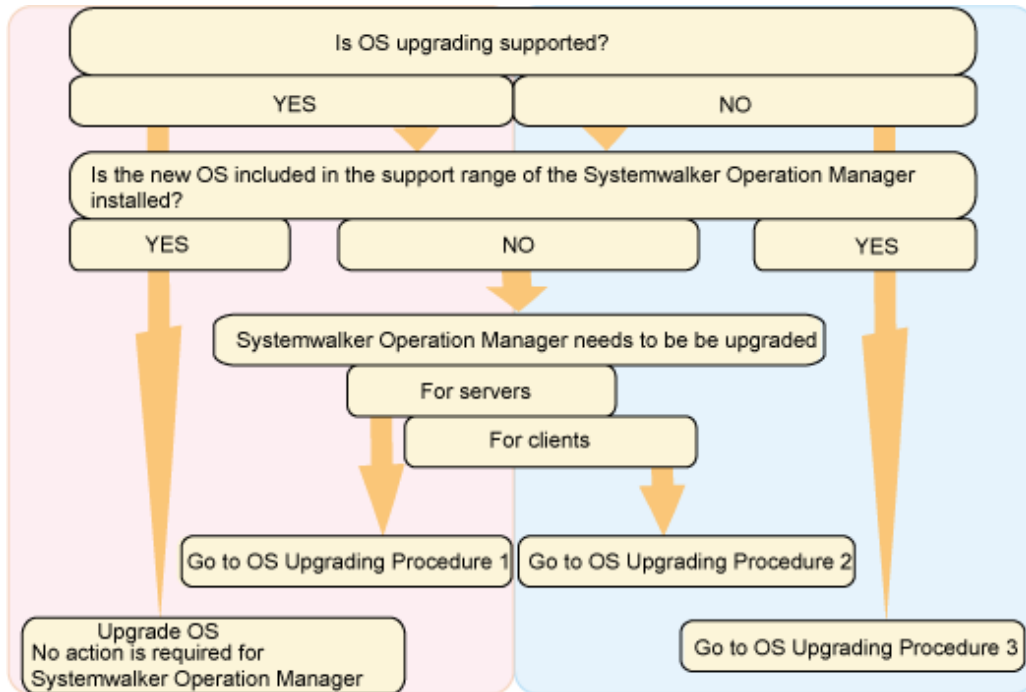 Is OS upgrading supported?
YES
NO
Is the new OS included in the support range of the Systemwalker Operation Manager
installed?
YES
NO
YES
Systemwalker Operation Manager needs to be be upgraded
For servers
For clients
Go to OS Upgrading Procedure 1
Go to OS Upgrading Procedure 2
Upgrade OS
No action is required for
Systemwalker Operation Manager
Go to OS Upgrading Procedure 3